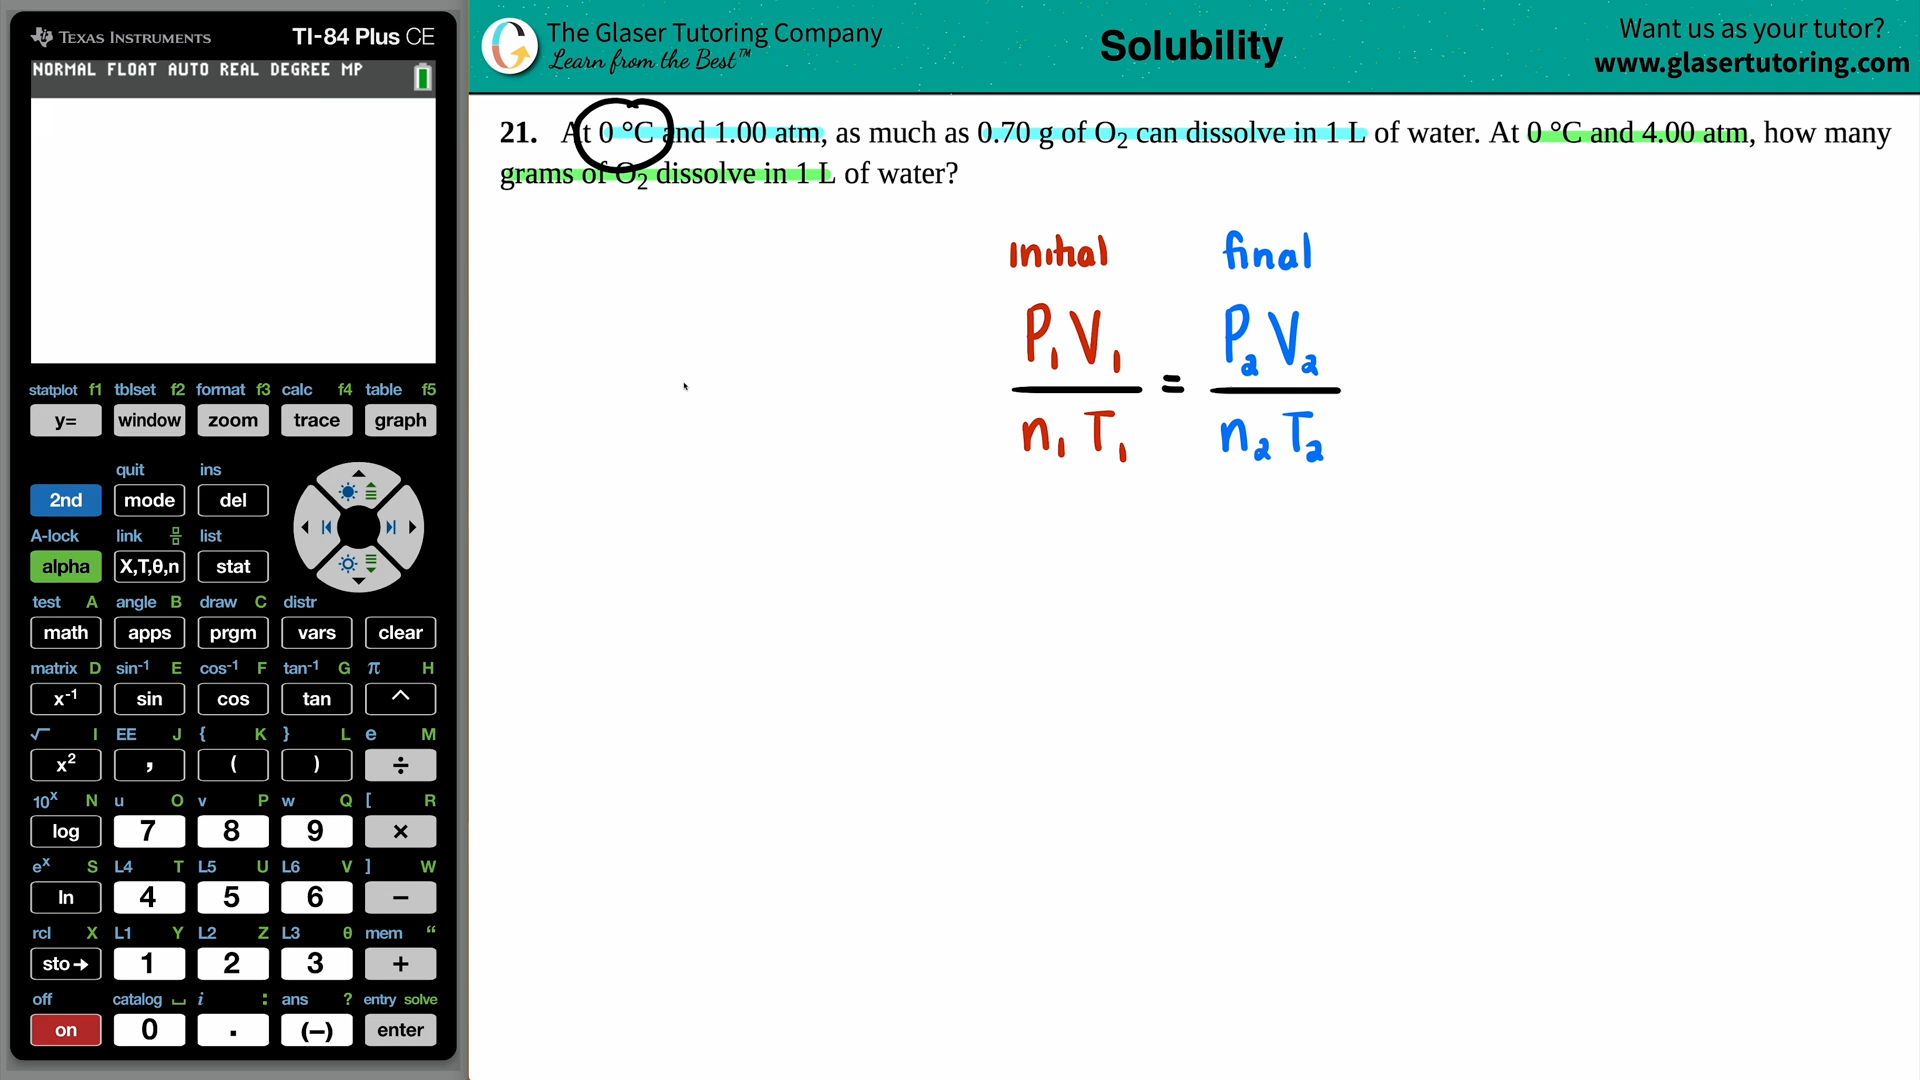 TEXAS INSTRUMENTS TI-84 Plus CE
NORMAL FLOAT AUTO REAL DEGREE MP
statplot f1 tblset f2 format f3 calc f4 table f5
y= window zoom trace graph
quit ins
2nd mode del
A-lock link list
alpha X,T,θ,n stat
test A angle B draw C distr
math apps prgm vars clear
matrix D sin⁻¹ E cos⁻¹ F tan⁻¹ G π H
x⁻¹ sin cos tan ^
√ I EE J { K } L e M
x² , ( ) ÷
10ˣ N u O v P w Q [ R
log 7 8 9 ×
eˣ S L4 T L5 U L6 V ] W
ln 4 5 6 −
rcl X L1 Y L2 Z L3 θ mem "
sto→ 1 2 3 +
off catalog ⎵ i : ans ? entry solve
on 0 . (−) enter
The Glaser Tutoring Company
Learn from the Best™
Solubility
Want us as your tutor?
www.glasertutoring.com
21. At 0 °C and 1.00 atm, as much as 0.70 g of O₂ can dissolve in 1 L of water. At 0 °C and 4.00 atm, how many
grams of O₂ dissolve in 1 L of water?
initial final
P₁V₁ P₂V₂
=
n₁T₁ n₂T₂